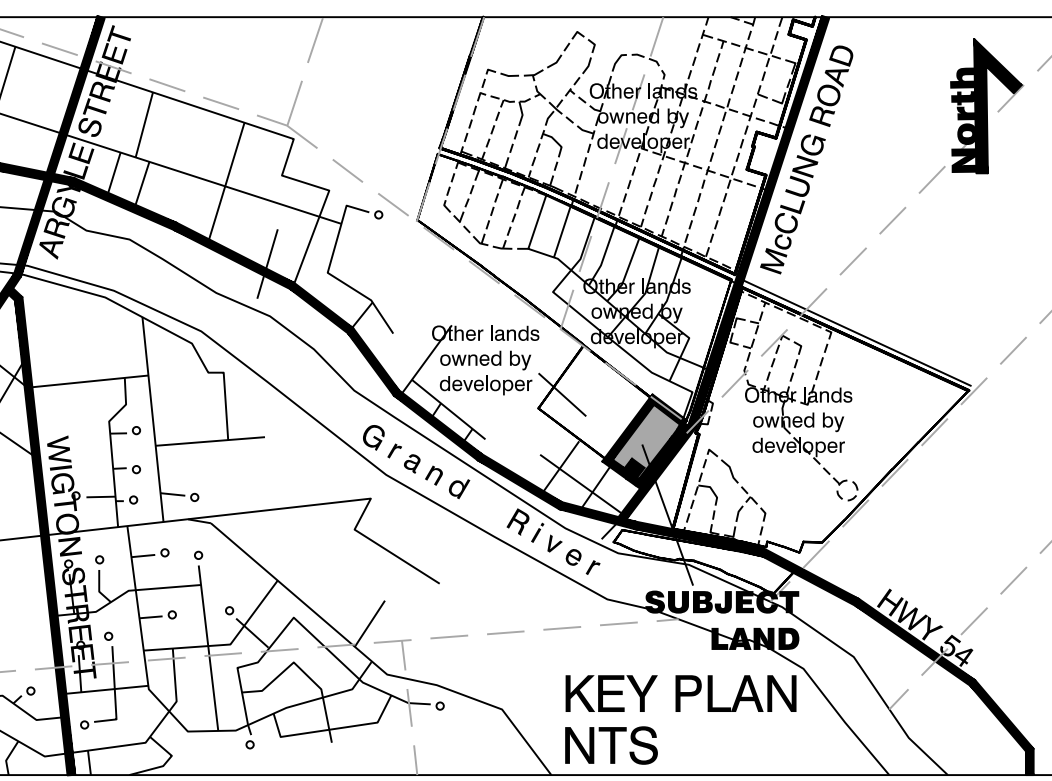 ARGYLE STREET
Other lands
owned by
developer
McCLUNG ROAD
North
Other lands
owned by
developer
Other lands
owned by
developer
Other lands
owned by
developer
Grand River
WIGTON STREET
SUBJECT
LAND
HWY 54
KEY PLAN
NTS